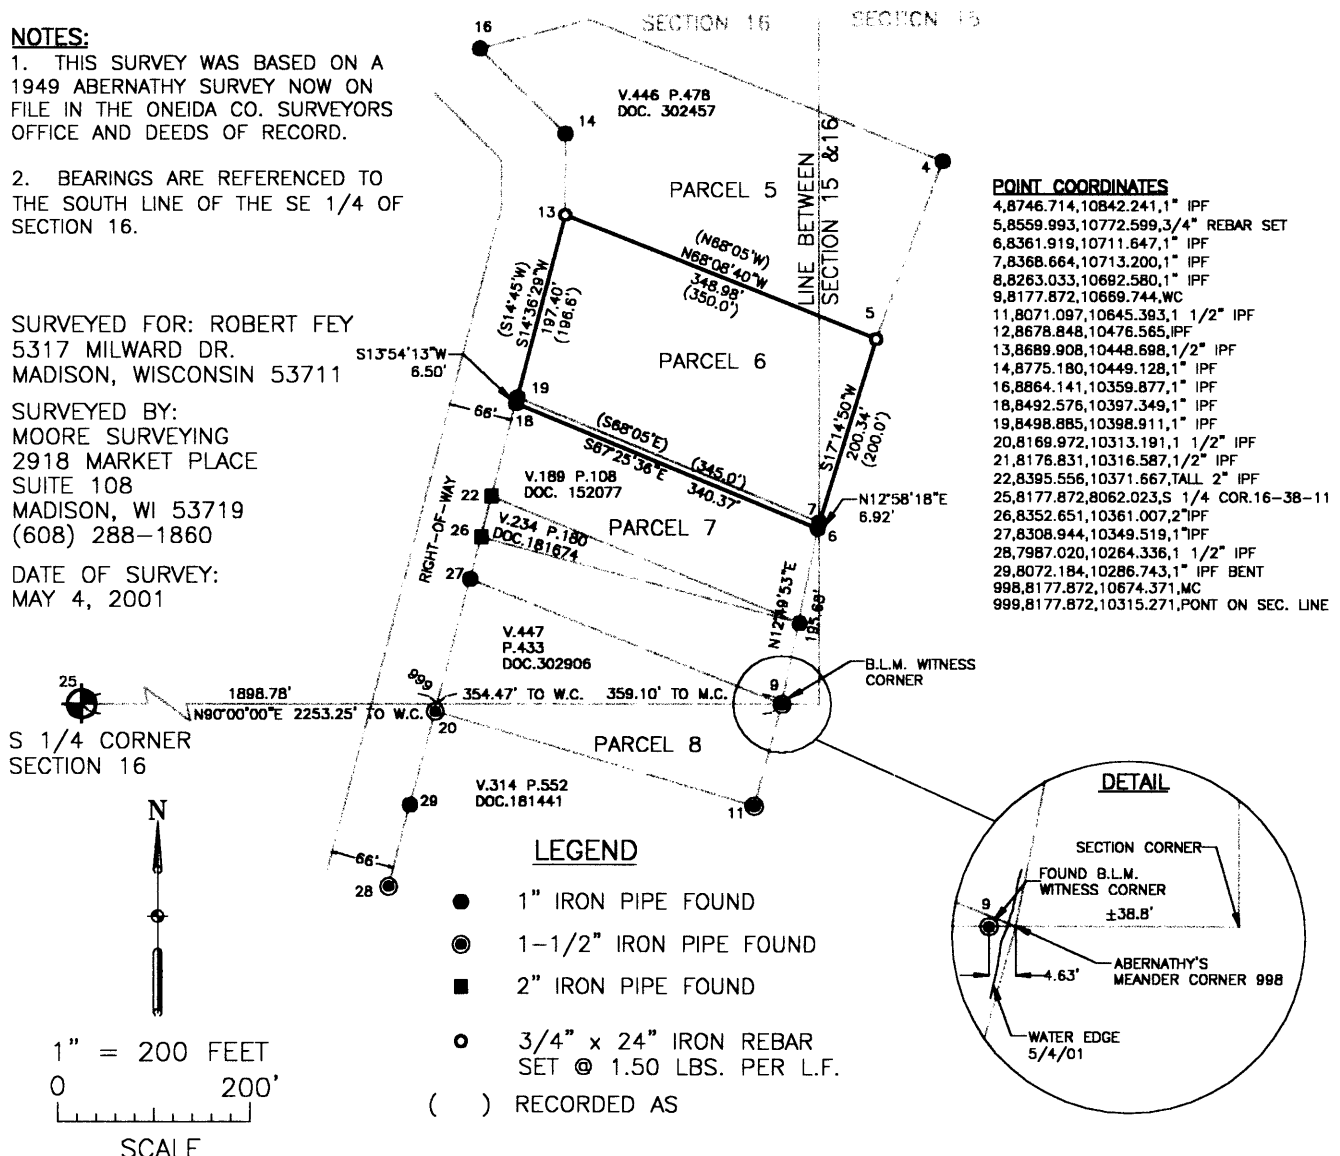 NOTES:
1. THIS SURVEY WAS BASED ON A
1949 ABERNATHY SURVEY NOW ON
FILE IN THE ONEIDA CO. SURVEYORS
OFFICE AND DEEDS OF RECORD.
2. BEARINGS ARE REFERENCED TO
THE SOUTH LINE OF THE SE 1/4 OF
SECTION 16.
SURVEYED FOR: ROBERT FEY
5317 MILWARD DR.
MADISON, WISCONSIN 53711
SURVEYED BY:
MOORE SURVEYING
2918 MARKET PLACE
SUITE 108
MADISON, WI 53719
(608) 288-1860
DATE OF SURVEY:
MAY 4, 2001
SECTION 16
SECTION 15
16
14
V.446 P.478
DOC. 302457
4
PARCEL 5
LINE BETWEEN
SECTION 15 &16
13
(N68°05'W)
N68°08'40"W
348.98'
(350.0')
5
(S14°45'W)
S14°36'29"W
197.40'
(196.6')
PARCEL 6
S13°54'13"W
6.50'
19
18
66'
(S68°05'E)
S67°25'36"E
(345.0')
340.37'
S17°14'50"W
200.34'
(200.0')
7
6
N12°58'18"E
6.92'
V.189 P.108
DOC. 152077
22
PARCEL 7
V.234 P.180
DOC.181674
26
RIGHT-OF-WAY
27
N12°49'53"E
195.68'
V.447
P.433
DOC.302906
B.L.M. WITNESS
CORNER
9
25
1898.78'
N90°00'00"E 2253.25' TO W.C.
999
354.47' TO W.C.
359.10' TO M.C.
S 1/4 CORNER
SECTION 16
20
PARCEL 8
V.314 P.552
DOC.181441
29
11
66'
28
N
1" = 200 FEET
0 200'
SCALE
LEGEND
1" IRON PIPE FOUND
1-1/2" IRON PIPE FOUND
2" IRON PIPE FOUND
3/4" x 24" IRON REBAR
SET @ 1.50 LBS. PER L.F.
( ) RECORDED AS
POINT COORDINATES
4,8746.714,10842.241,1" IPF
5,8559.993,10772.599,3/4" REBAR SET
6,8361.919,10711.647,1" IPF
7,8368.664,10713.200,1" IPF
8,8263.033,10692.580,1" IPF
9,8177.872,10669.744,WC
11,8071.097,10645.393,1 1/2" IPF
12,8678.848,10476.565,IPF
13,8689.908,10448.698,1/2" IPF
14,8775.180,10449.128,1" IPF
16,8864.141,10359.877,1" IPF
18,8492.576,10397.349,1" IPF
19,8498.885,10398.911,1" IPF
20,8169.972,10313.191,1 1/2" IPF
21,8176.831,10316.587,1/2" IPF
22,8395.556,10371.667,TALL 2" IPF
25,8177.872,8062.023,S 1/4 COR.16-38-11
26,8352.651,10361.007,2"IPF
27,8308.944,10349.519,1"IPF
28,7987.020,10264.336,1 1/2" IPF
29,8072.184,10286.743,1" IPF BENT
998,8177.872,10674.371,MC
999,8177.872,10315.271,PONT ON SEC. LINE
DETAIL
SECTION CORNER
FOUND B.L.M.
WITNESS CORNER
9
±38.8'
ABERNATHY'S
MEANDER CORNER 998
4.63'
WATER EDGE
5/4/01